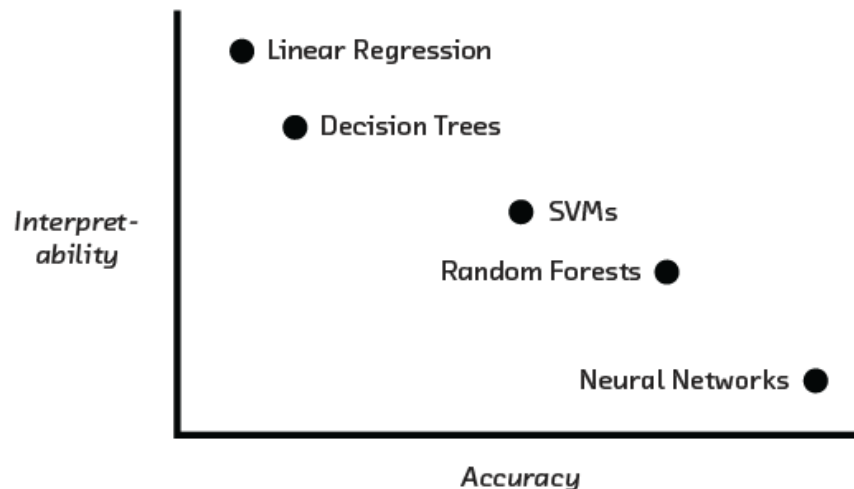 Linear Regression
Decision Trees
SVMs
Interpret-
ability
Random Forests
Neural Networks
Accuracy